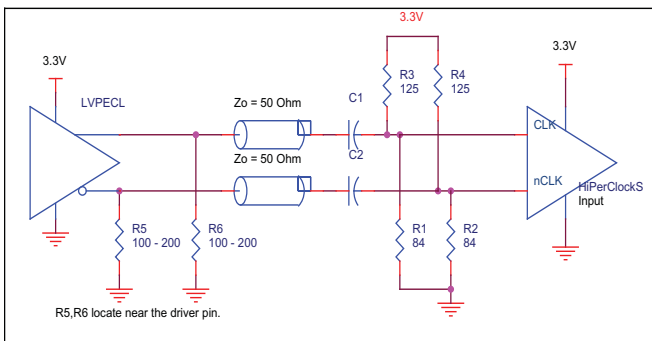 3.3V
3.3V
3.3V
LVPECL
R3
125
R4
125
Zo = 50 Ohm
C1
CLK
Zo = 50 Ohm
C2
nCLK
HiPerClockS
Input
R5
100 - 200
R6
100 - 200
R1
84
R2
84
R5,R6 locate near the driver pin.